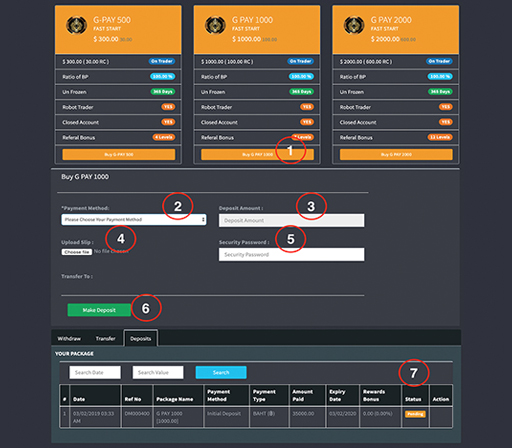 G-PAY 500
FAST START
$ 300.00
G PAY 1000
FAST START
$ 1000.00
G PAY 2000
FAST START
$ 2000.00
$ 300 ( 30.00 RC ) On Trader
Ratio of BP 100.00 %
Un Frozen 365 Days
Robot Trader YES
Closed Account YES
Referal Bonus 4 Levels
Buy G-PAY 500
$ 1000 ( 100.00 RC ) On Trader
Ratio of BP 100.00 %
Un Frozen 365 Days
Robot Trader YES
Closed Account YES
Referal Bonus Levels
Buy G PAY 1000
1
$ 2000 ( 600.00 RC ) On Trader
Ratio of BP 100.00 %
Un Frozen 365 Days
Robot Trader YES
Closed Account YES
Referal Bonus 12 Levels
Buy G PAY 2000
Buy G PAY 1000
*Payment Method: 2
Please Choose Your Payment Method
Deposit Amount : 3
Deposit Amount
Upload Slip : 4
Choose file No file chosen
Security Password : 5
Security Password
Transfer To :
Make Deposit 6
Withdraw Transfer Deposits
YOUR PACKAGE
7
Search Date Search Value Search
# Date Ref No Package Name Payment Method Payment Type Amount Paid Expiry Date Rewards Bonus Status Action
1 03/02/2019 03:33 AM DM000400 G PAY 1000 [1000.00] Initial Deposit BAHT (฿) 35000.00 03/02/2020 0.00 (0.00%) Pending